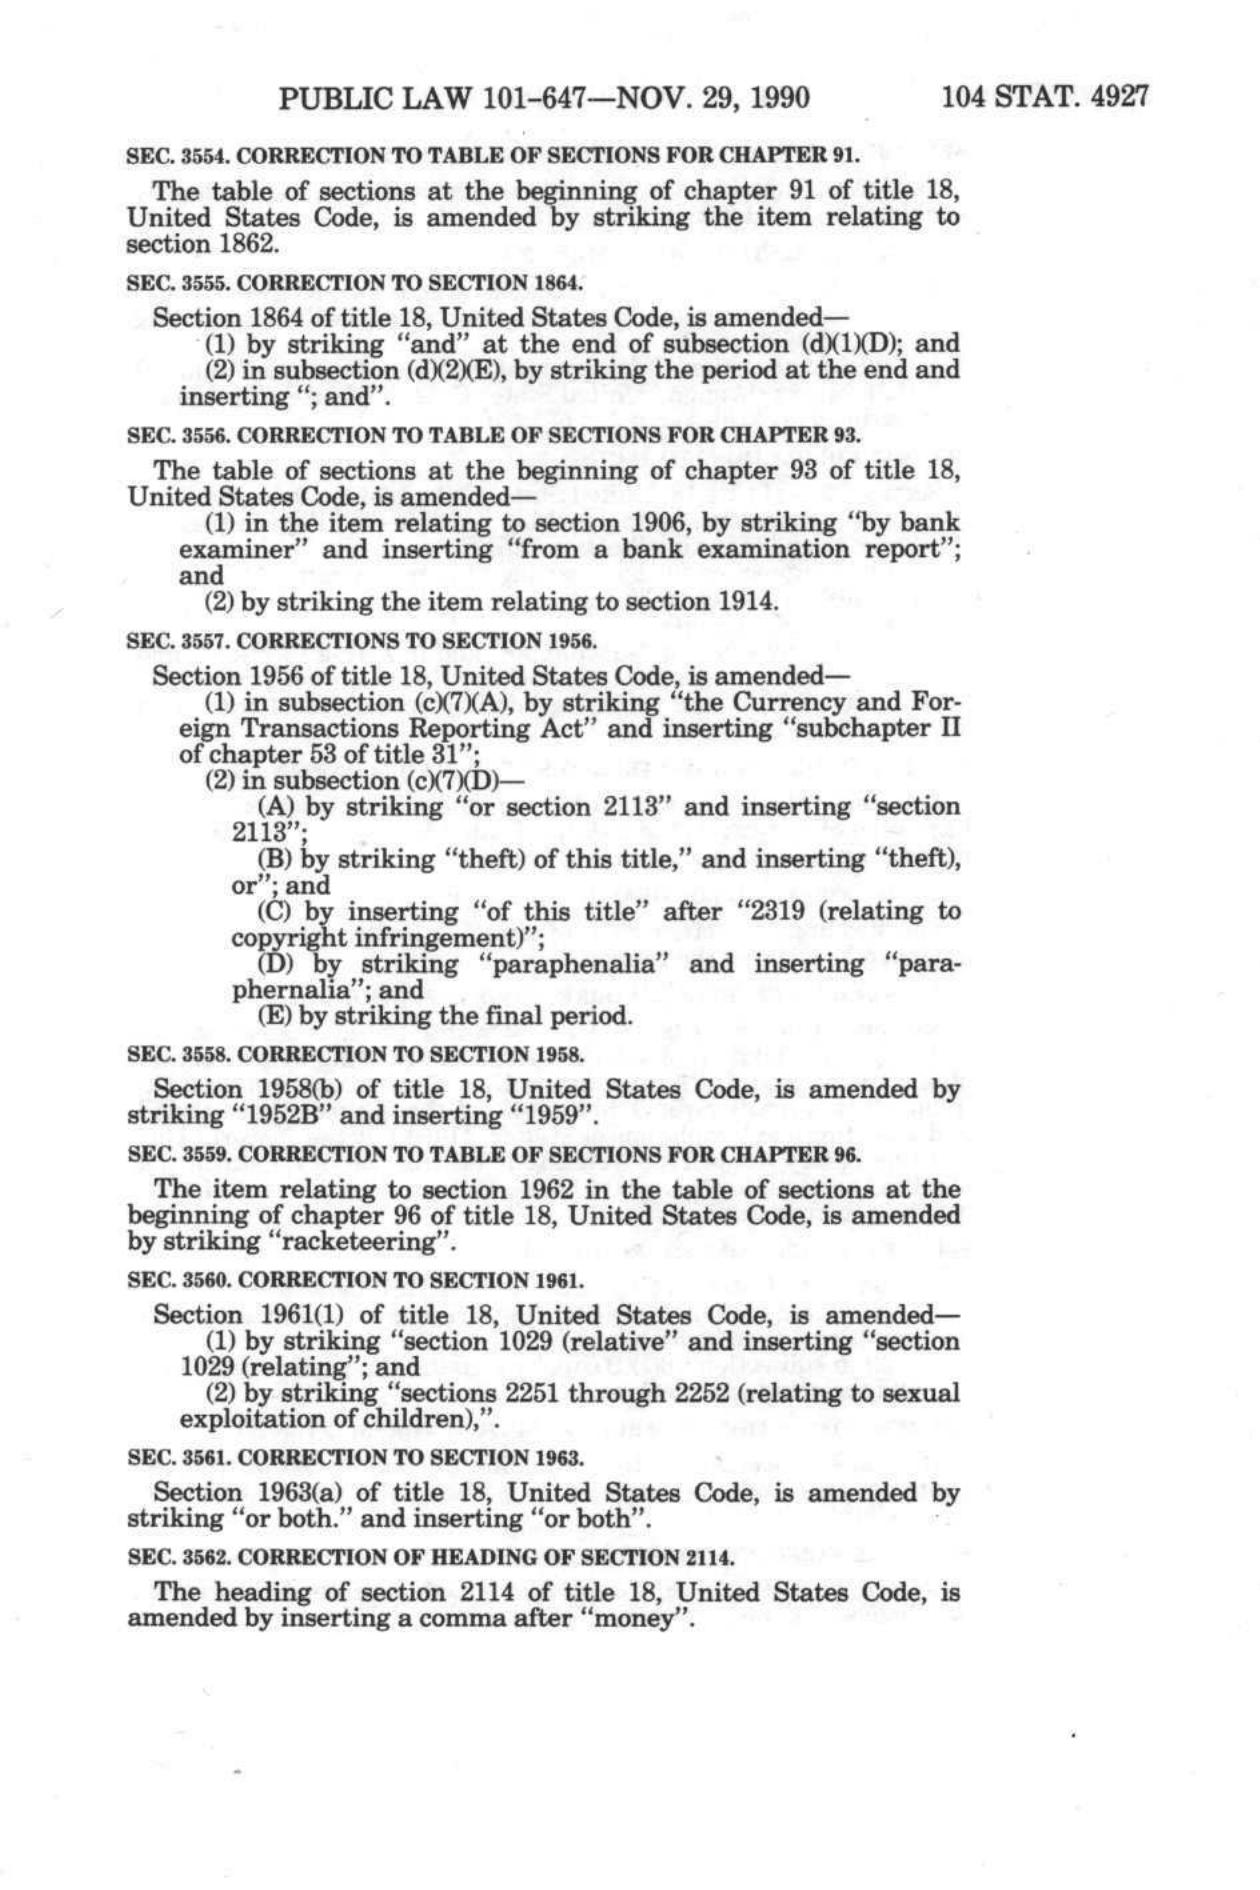 PUBLIC LAW 101–647—NOV. 29, 1990 104 STAT. 4927
SEC. 3554. CORRECTION TO TABLE OF SECTIONS FOR CHAPTER 91.
The table of sections at the beginning of chapter 91 of title 18,
United States Code, is amended by striking the item relating to
section 1862.
SEC. 3555. CORRECTION TO SECTION 1864.
Section 1864 of title 18, United States Code, is amended—
(1) by striking “and” at the end of subsection (d)(1)(D); and
(2) in subsection (d)(2)(E), by striking the period at the end and
inserting “; and”.
SEC. 3556. CORRECTION TO TABLE OF SECTIONS FOR CHAPTER 93.
The table of sections at the beginning of chapter 93 of title 18,
United States Code, is amended—
(1) in the item relating to section 1906, by striking “by bank
examiner” and inserting “from a bank examination report”;
and
(2) by striking the item relating to section 1914.
SEC. 3557. CORRECTIONS TO SECTION 1956.
Section 1956 of title 18, United States Code, is amended—
(1) in subsection (c)(7)(A), by striking “the Currency and For-
eign Transactions Reporting Act” and inserting “subchapter II
of chapter 53 of title 31”;
(2) in subsection (c)(7)(D)—
(A) by striking “or section 2113” and inserting “section
2113”;
(B) by striking “theft) of this title,” and inserting “theft),
or”; and
(C) by inserting “of this title” after “2319 (relating to
copyright infringement)”;
(D) by striking “paraphenalia” and inserting “para-
phernalia”; and
(E) by striking the final period.
SEC. 3558. CORRECTION TO SECTION 1958.
Section 1958(b) of title 18, United States Code, is amended by
striking “1952B” and inserting “1959”.
SEC. 3559. CORRECTION TO TABLE OF SECTIONS FOR CHAPTER 96.
The item relating to section 1962 in the table of sections at the
beginning of chapter 96 of title 18, United States Code, is amended
by striking “racketeering”.
SEC. 3560. CORRECTION TO SECTION 1961.
Section 1961(1) of title 18, United States Code, is amended—
(1) by striking “section 1029 (relative” and inserting “section
1029 (relating”; and
(2) by striking “sections 2251 through 2252 (relating to sexual
exploitation of children),”.
SEC. 3561. CORRECTION TO SECTION 1963.
Section 1963(a) of title 18, United States Code, is amended by
striking “or both.” and inserting “or both”.
SEC. 3562. CORRECTION OF HEADING OF SECTION 2114.
The heading of section 2114 of title 18, United States Code, is
amended by inserting a comma after “money”.